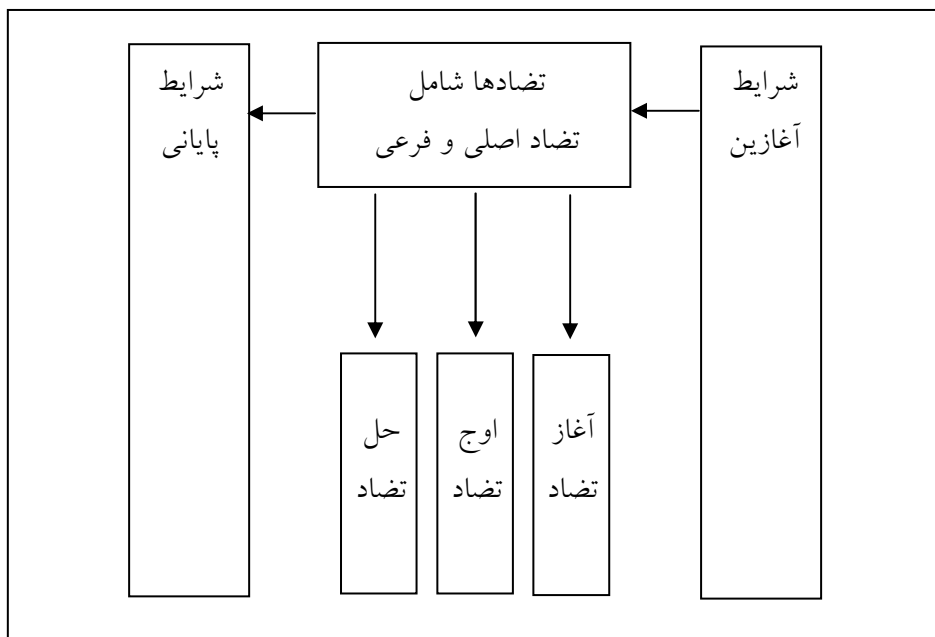 شرایط
آغازین
تضادها شامل
تضاد اصلی و فرعی
شرایط
پایانی
آغاز
تضاد
اوج
تضاد
حل
تضاد